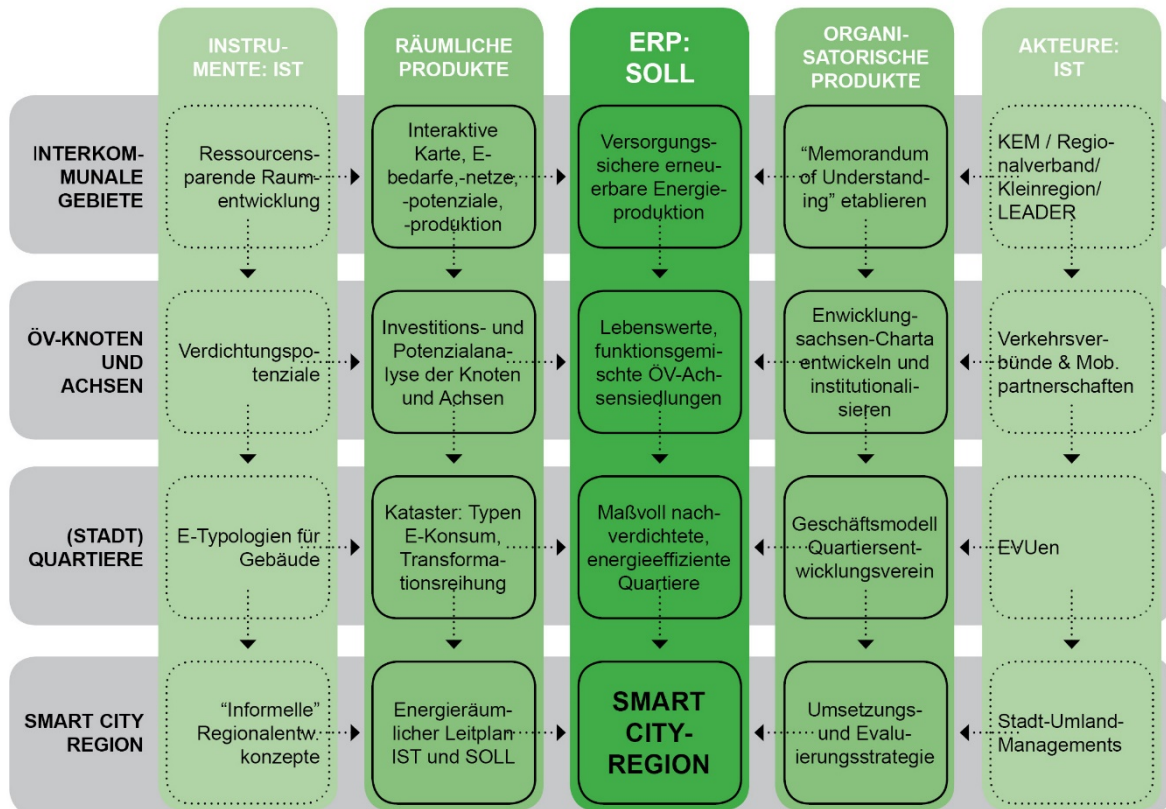 INSTRU-
MENTE: IST
RÄUMLICHE
PRODUKTE
ERP:
SOLL
ORGANI-
SATORISCHE
PRODUKTE
AKTEURE:
IST
INTERKOM-
MUNALE
GEBIETE
Ressourcens-
parende Raum-
entwicklung
Interaktive
Karte, E-
bedarfe,-netze,
-potenziale,
-produktion
Versorgungs-
sichere erneu-
erbare Energie-
produktion
“Memorandum
of Understand-
ing” etablieren
KEM / Regio-
nalverband/
Kleinregion/
LEADER
ÖV-KNOTEN
UND
ACHSEN
Verdichtungspo-
tenziale
Investitions- und
Potenzialana-
lyse der Knoten
und Achsen
Lebenswerte,
funktionsgemi-
schte ÖV-Ach-
sensiedlungen
Enwicklung-
sachsen-Charta
entwickeln und
institutionali-
sieren
Verkehrsver-
bünde & Mob.
partnerschaften
(STADT)
QUARTIERE
E-Typologien für
Gebäude
Kataster: Typen
E-Konsum,
Transforma-
tionsreihung
Maßvoll nach-
verdichtete,
energieeffiziente
Quartiere
Geschäftsmodell
Quartiersent-
wicklungsverein
EVUen
SMART CITY
REGION
“Informelle”
Regionalentw.
konzepte
Energieräum-
licher Leitplan
IST und SOLL
SMART
CITY-
REGION
Umsetzungs-
und Evalu-
ierungsstrategie
Stadt-Umland-
Managements